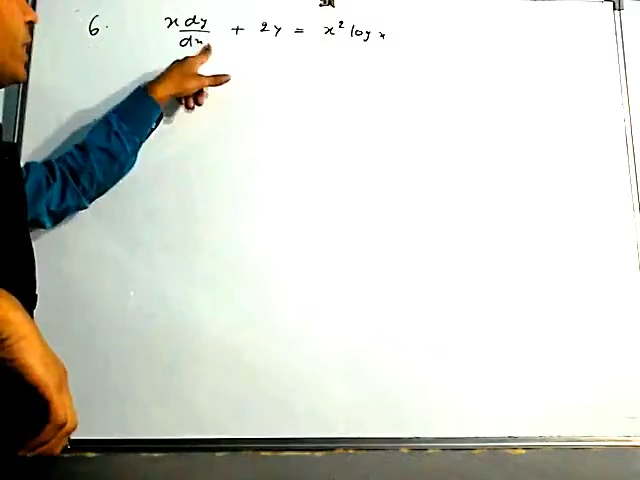 6. x dy/dx + 2y = x² log x